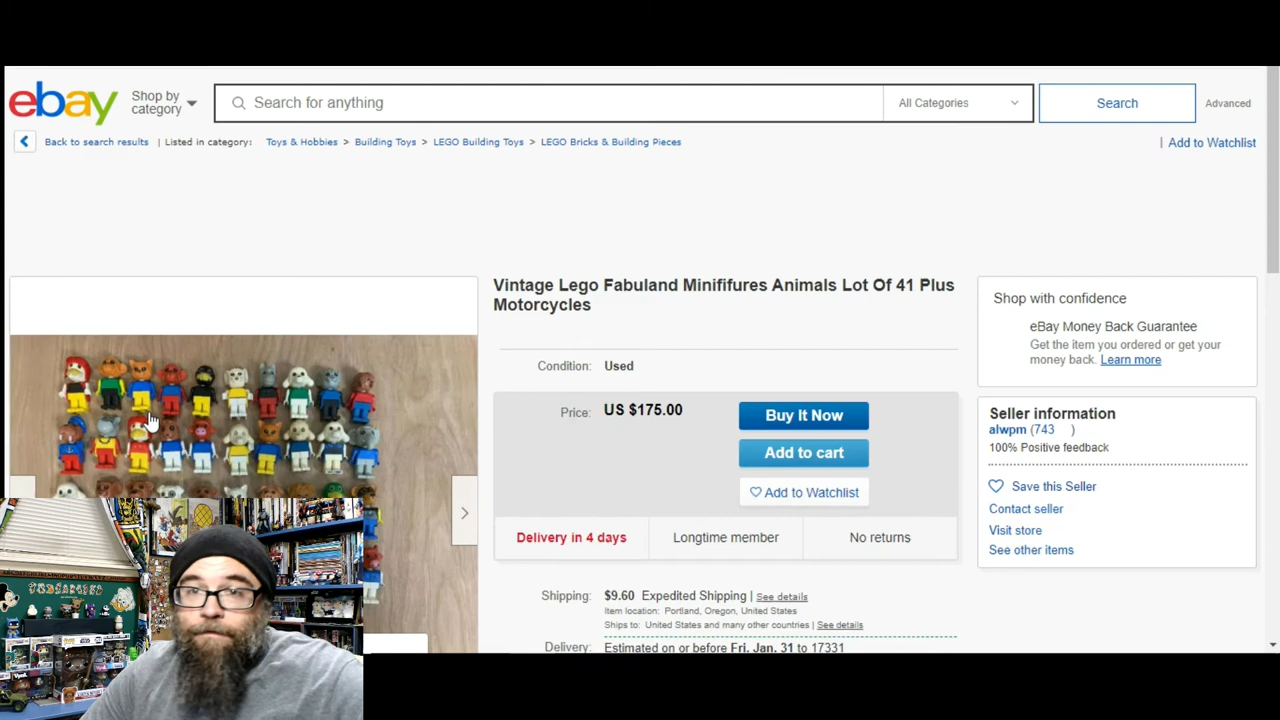 ebay
Shop by
category
Search for anything
All Categories
Search
Advanced
Back to search results | Listed in category: Toys & Hobbies > Building Toys > LEGO Building Toys > LEGO Bricks & Building Pieces
| Add to Watchlist
Vintage Lego Fabuland Minififures Animals Lot Of 41 Plus
Motorcycles
Condition: Used
Price: US $175.00
Buy It Now
Add to cart
Add to Watchlist
Delivery in 4 days
Longtime member
No returns
Shipping: $9.60 Expedited Shipping | See details
Item location: Portland, Oregon, United States
Ships to: United States and many other countries | See details
Delivery: Estimated on or before Fri. Jan. 31 to 17331
Shop with confidence
eBay Money Back Guarantee
Get the item you ordered or get your
money back. Learn more
Seller information
alwpm (743 )
100% Positive feedback
Save this Seller
Contact seller
Visit store
See other items